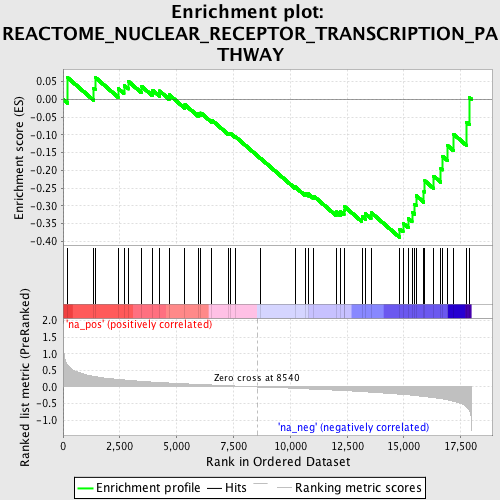 Enrichment plot:
REACTOME_NUCLEAR_RECEPTOR_TRANSCRIPTION_PA
THWAY
Enrichment score (ES)
0.05
0.00
-0.05
-0.10
-0.15
-0.20
-0.25
-0.30
-0.35
-0.40
'na_pos' (positively correlated)
Ranked list metric (PreRanked)
2.0
1.5
1.0
0.5
0.0
-0.5
-1.0
Zero cross at 8540
'na_neg' (negatively correlated)
0
2,500
5,000
7,500
10,000
12,500
15,000
17,500
Rank in Ordered Dataset
Enrichment profile
Hits
Ranking metric scores